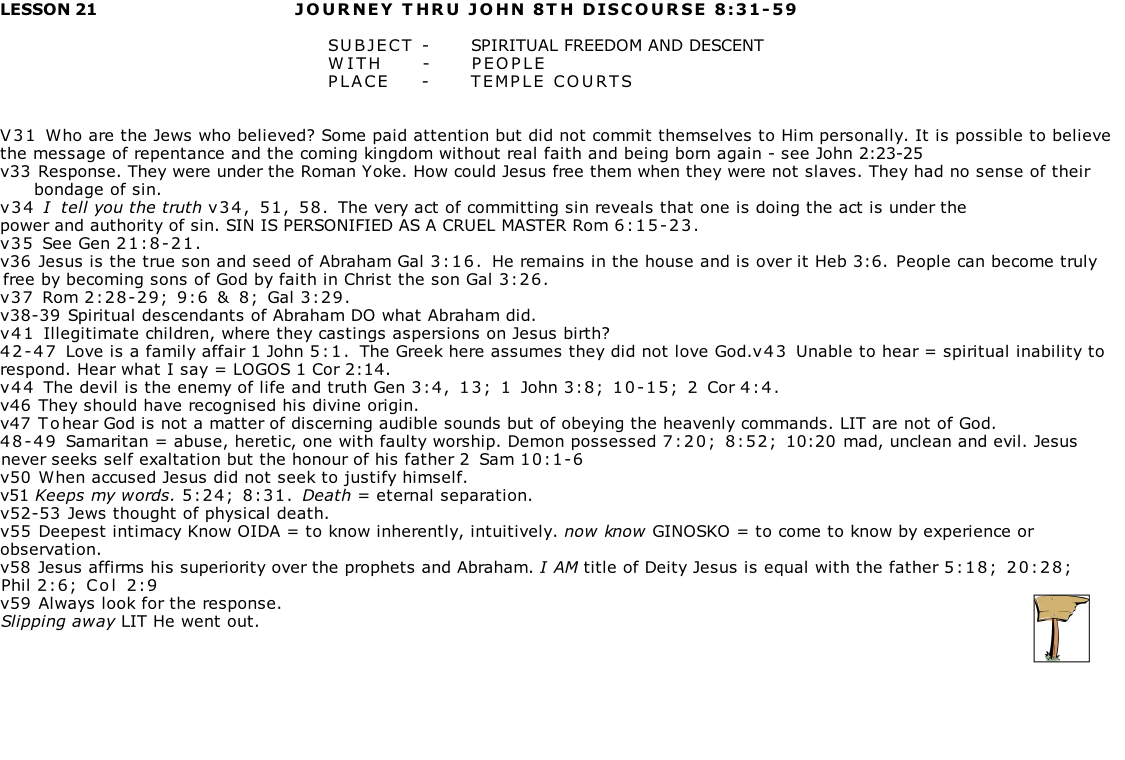 LESSON 21 JOURNEY THRU JOHN 8TH DISCOURSE 8:31-59
SUBJECT - SPIRITUAL FREEDOM AND DESCENT
WITH - PEOPLE
PLACE - TEMPLE COURTS
V31 Who are the Jews who believed? Some paid attention but did not commit themselves to Him personally. It is possible to believe
the message of repentance and the coming kingdom without real faith and being born again - see John 2:23-25
v33 Response. They were under the Roman Yoke. How could Jesus free them when they were not slaves. They had no sense of their
bondage of sin.
v34 I tell you the truth v34, 51, 58. The very act of committing sin reveals that one is doing the act is under the
power and authority of sin. SIN IS PERSONIFIED AS A CRUEL MASTER Rom 6:15-23.
v35 See Gen 21:8-21.
v36 Jesus is the true son and seed of Abraham Gal 3:16. He remains in the house and is over it Heb 3:6. People can become truly
free by becoming sons of God by faith in Christ the son Gal 3:26.
v37 Rom 2:28-29; 9:6 & 8; Gal 3:29.
v38-39 Spiritual descendants of Abraham DO what Abraham did.
v41 Illegitimate children, where they castings aspersions on Jesus birth?
42-47 Love is a family affair 1 John 5:1. The Greek here assumes they did not love God.v43 Unable to hear = spiritual inability to
respond. Hear what I say = LOGOS 1 Cor 2:14.
v44 The devil is the enemy of life and truth Gen 3:4, 13; 1 John 3:8; 10-15; 2 Cor 4:4.
v46 They should have recognised his divine origin.
v47 To hear God is not a matter of discerning audible sounds but of obeying the heavenly commands. LIT are not of God.
48-49 Samaritan = abuse, heretic, one with faulty worship. Demon possessed 7:20; 8:52; 10:20 mad, unclean and evil. Jesus
never seeks self exaltation but the honour of his father 2 Sam 10:1-6
v50 When accused Jesus did not seek to justify himself.
v51 Keeps my words. 5:24; 8:31. Death = eternal separation.
v52-53 Jews thought of physical death.
v55 Deepest intimacy Know OIDA = to know inherently, intuitively. now know GINOSKO = to come to know by experience or
observation.
v58 Jesus affirms his superiority over the prophets and Abraham. I AM title of Deity Jesus is equal with the father 5:18; 20:28;
Phil 2:6; Col 2:9
v59 Always look for the response.
Slipping away LIT He went out.